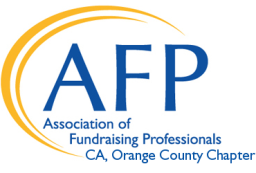 AFP
Association of
Fundraising Professionals
CA, Orange County Chapter